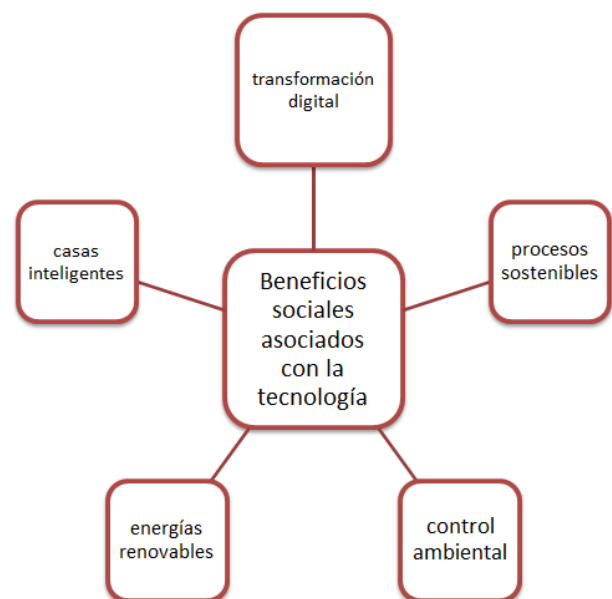 transformación
digital
casas
inteligentes
Beneficios
sociales
asociados
con la
tecnología
procesos
sostenibles
energías
renovables
control
ambiental